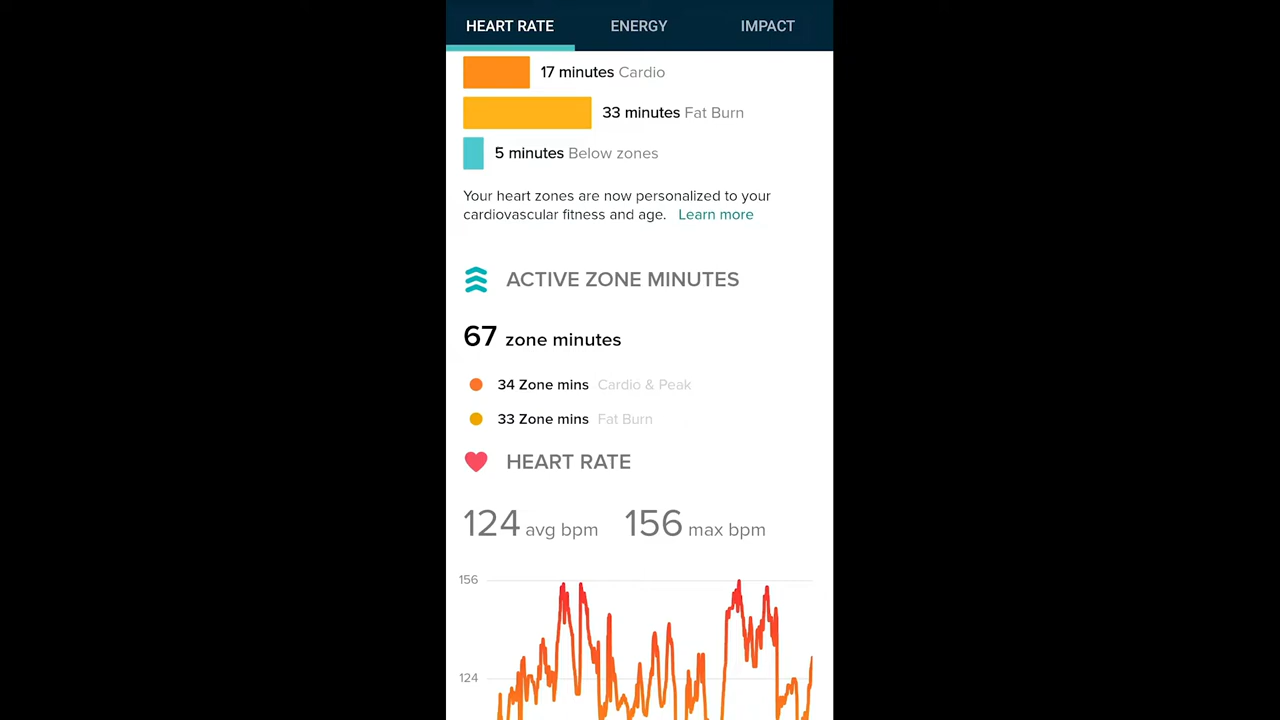 HEART RATE ENERGY IMPACT
17 minutes Cardio
33 minutes Fat Burn
5 minutes Below zones
Your heart zones are now personalized to your
cardiovascular fitness and age. Learn more
ACTIVE ZONE MINUTES
67 zone minutes
34 Zone mins Cardio & Peak
33 Zone mins Fat Burn
HEART RATE
124 avg bpm 156 max bpm
156
124